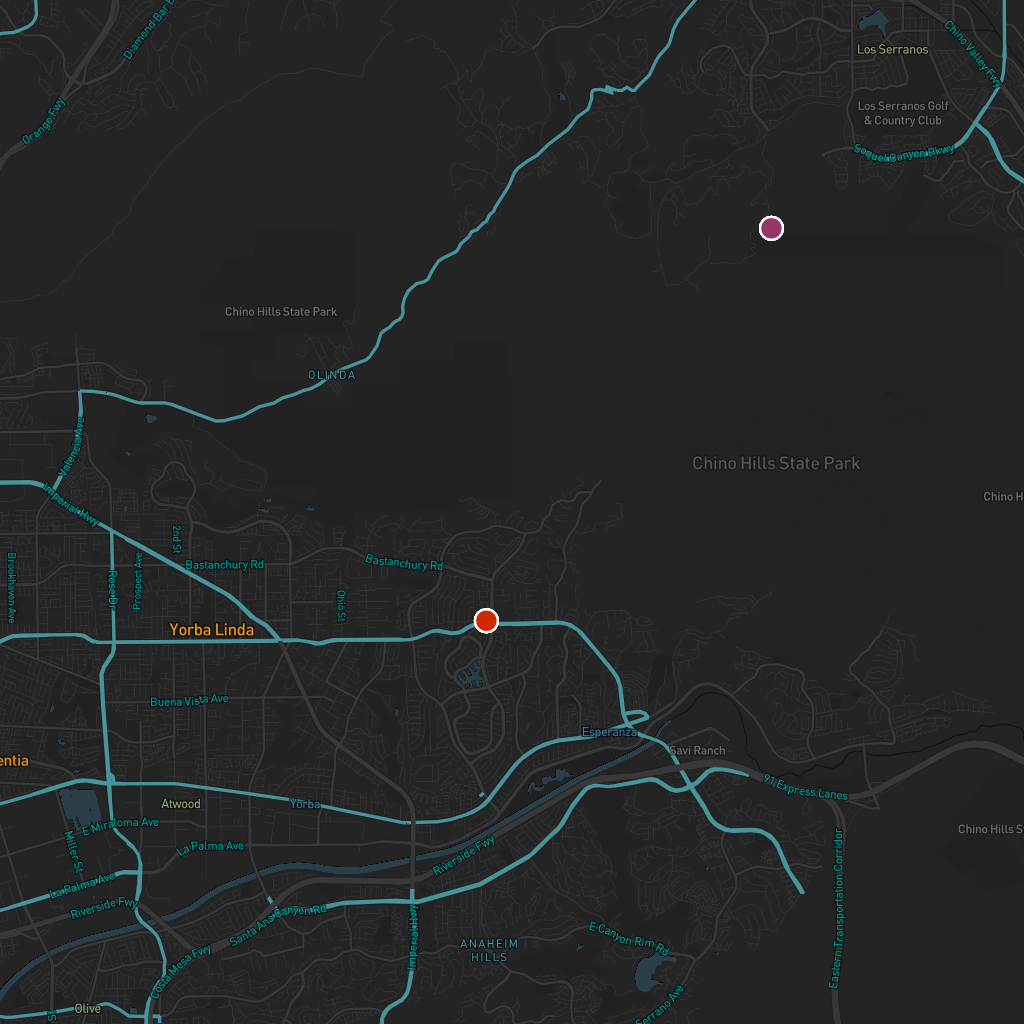 Diamond Bar B
Los Serranos
Chino Valley Fwy
Orange Fwy
Los Serranos Golf
& Country Club
Soquel Canyon Pkwy
Chino Hills State Park
OLINDA
Valencia Ave
Chino Hills State Park
Imperial Hwy
Chino H
2nd St
Bastanchury Rd
Bastanchury Rd
Brookhaven Ave
Rose Dr
Prospect Ave
Ohio St
Yorba Linda
Buena Vista Ave
Esperanza
Savi Ranch
entia
91 Express Lanes
Atwood
Yorba
E Miraloma Ave
Chino Hills St
Miller St
La Palma Ave
Riverside Fwy
La Palma Ave
Riverside Fwy
Santa Ana Canyon Rd
Imperial Hwy
Eastern Transportation Corridor
ANAHEIM
HILLS
E Canyon Rim Rd
Costa Mesa Fwy
Serrano Ave
Olive
St